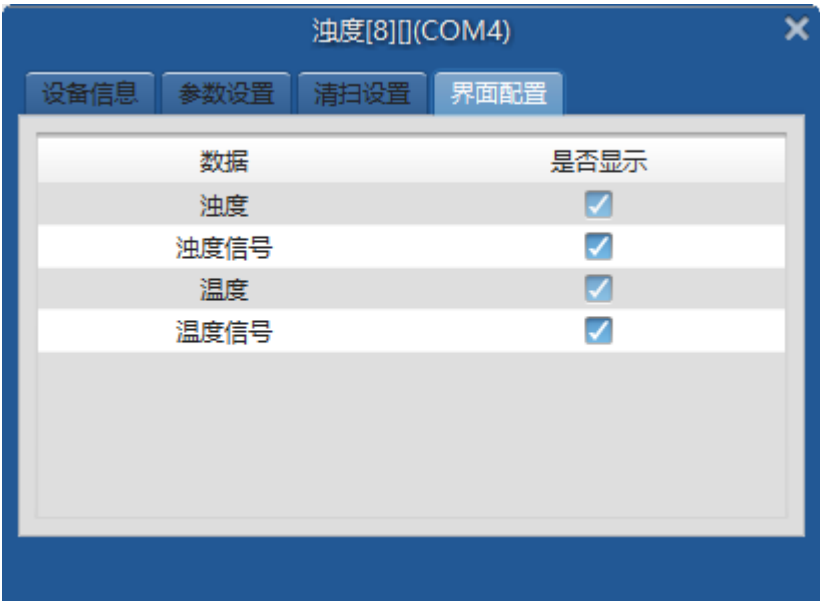 浊度[8][](COM4)
设备信息 参数设置 清扫设置 界面配置
数据 是否显示
浊度
浊度信号
温度
温度信号